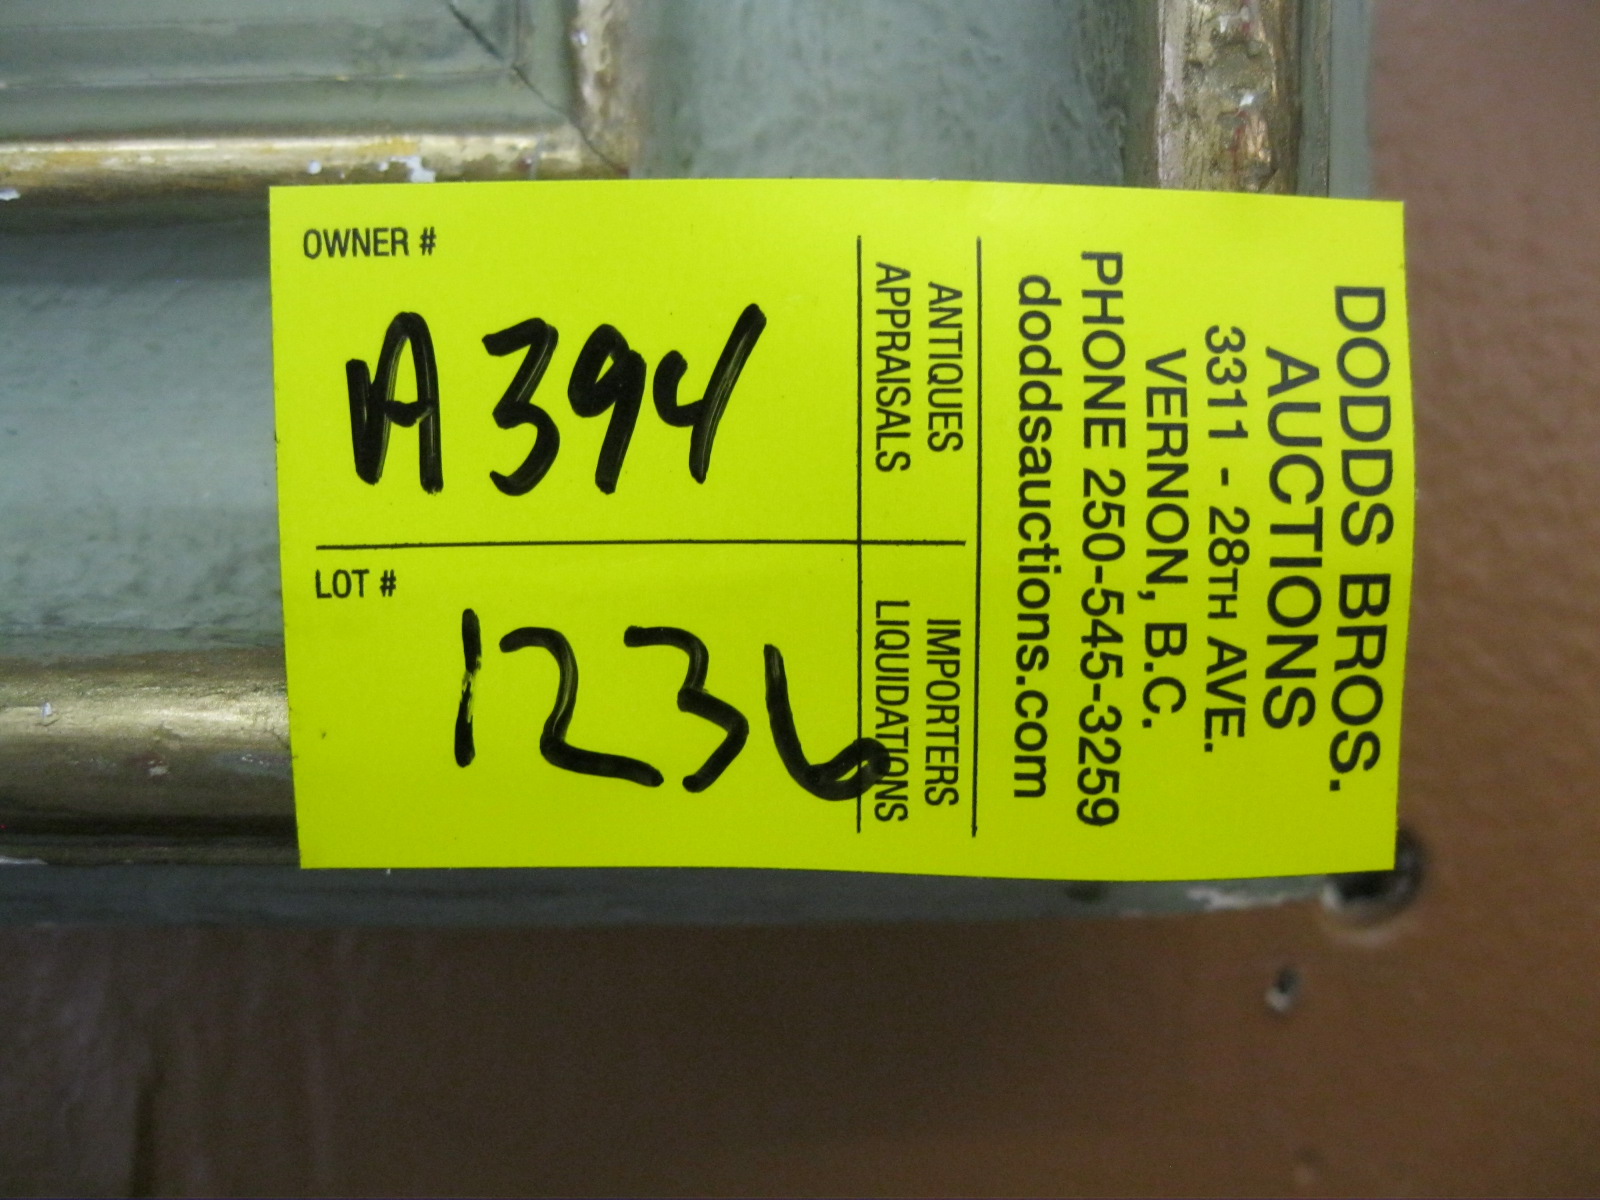 OWNER #
A394
LOT #
1236
DODDS BROS.
AUCTIONS
3311 - 28TH AVE.
VERNON, B.C.
PHONE 250-545-3259
doddsauctions.com
ANTIQUES
APPRAISALS
IMPORTERS
LIQUIDATIONS